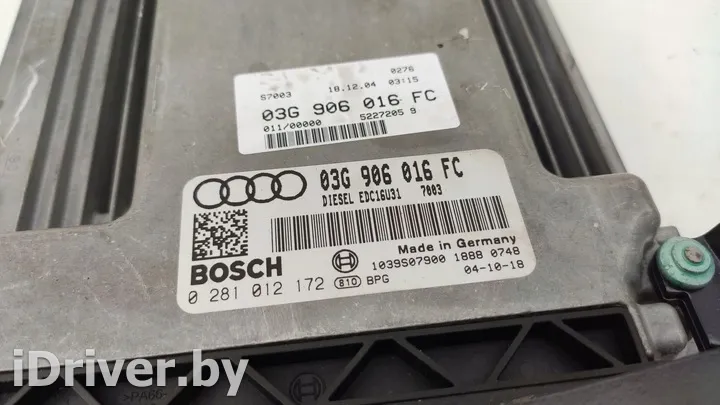 0276
S7003 18.12.04 03:15
03G 906 016 FC
011/00000 5227205 9
03G 906 016 FC
DIESEL EDC16U31 7003
Made in Germany
BOSCH 1039S07900 1888 0748
0 281 012 172 810 BPG 04-10-18
>PA66-
iDriver.by